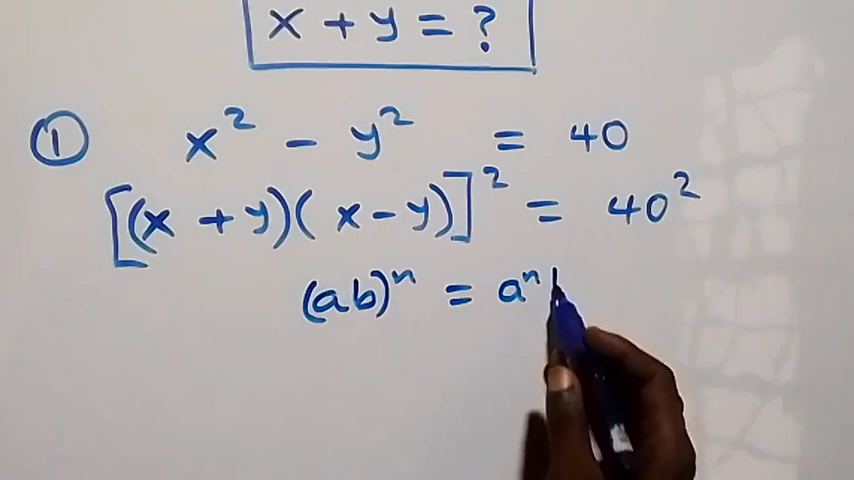 x + y = ?
① x² - y² = 40
[(x + y)(x - y)]² = 40²
(ab)ⁿ = aⁿ